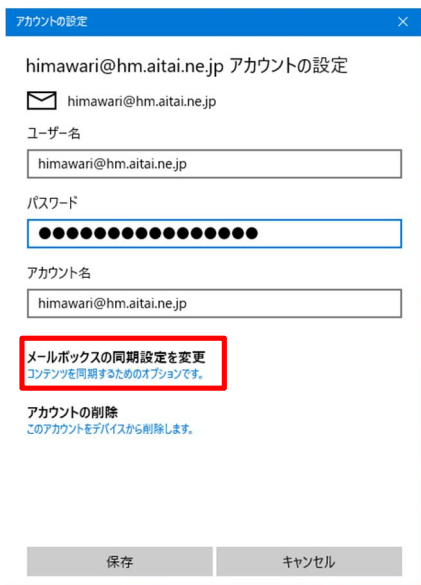 アカウントの設定
himawari@hm.aitai.ne.jp アカウントの設定
himawari@hm.aitai.ne.jp
ユーザー名
himawari@hm.aitai.ne.jp
パスワード
●●●●●●●●●●●●●●●●
アカウント名
himawari@hm.aitai.ne.jp
メールボックスの同期設定を変更
コンテンツを同期するためのオプションです。
アカウントの削除
このアカウントをデバイスから削除します。
保存 キャンセル